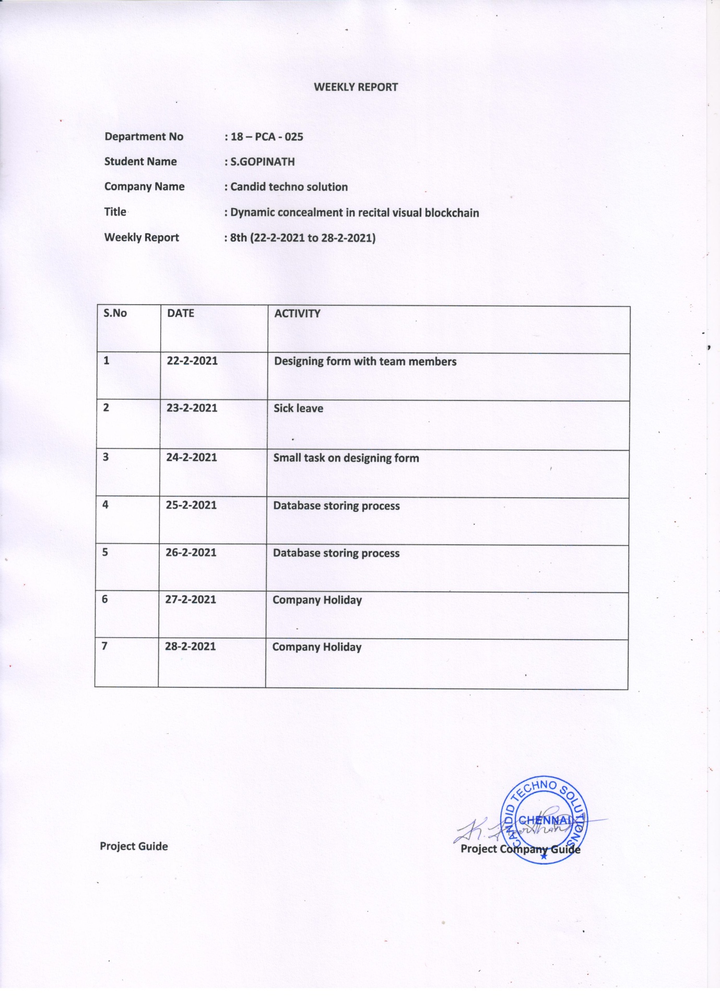 WEEKLY REPORT
Department No : 18 – PCA - 025
Student Name : S.GOPINATH
Company Name : Candid techno solution
Title : Dynamic concealment in recital visual blockchain
Weekly Report : 8th (22-2-2021 to 28-2-2021)
S.No DATE ACTIVITY
1 22-2-2021 Designing form with team members
2 23-2-2021 Sick leave
3 24-2-2021 Small task on designing form
4 25-2-2021 Database storing process
5 26-2-2021 Database storing process
6 27-2-2021 Company Holiday
7 28-2-2021 Company Holiday
CANDID TECHNO SOLUTIONS
CHENNAI
Project Guide Project Company Guide